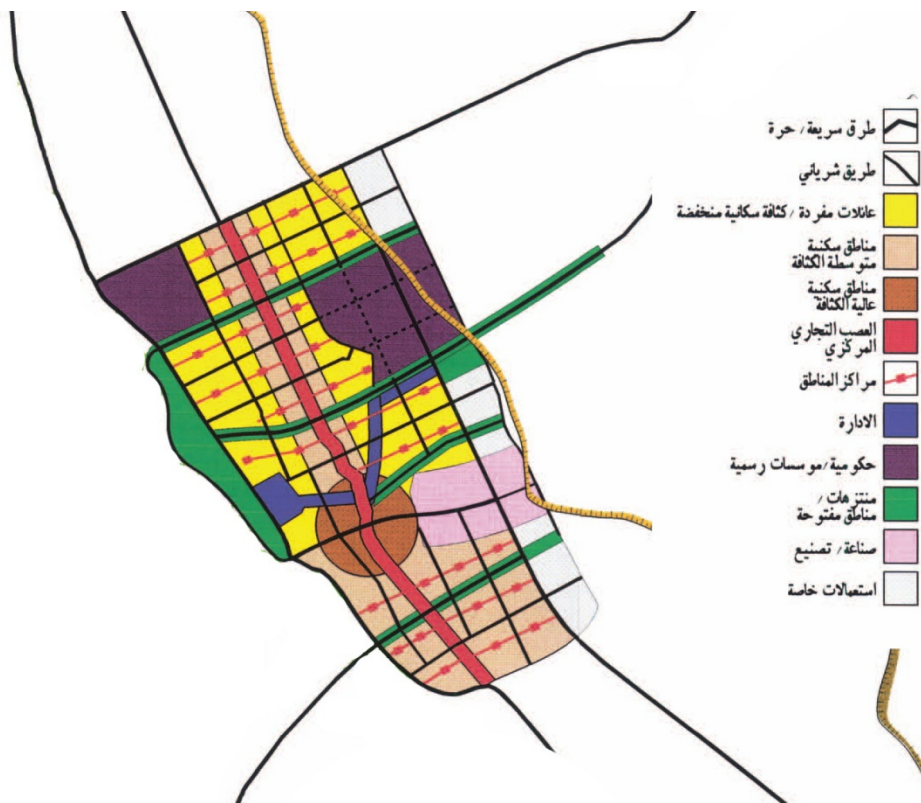 طرق سريعة/ حرة
طريق شرياني
عائلات مفردة /كثافة سكانية منخفضة
مناطق سكنية
متوسطة الكثافة
مناطق سكنية
عالية الكثافة
العصب التجاري
المركزي
مراكز المناطق
الادارة
حكومية/موسسات رسمية
منتزهات /
مناطق مفتوحة
صناعة/ تصنيع
استعمالات خاصة